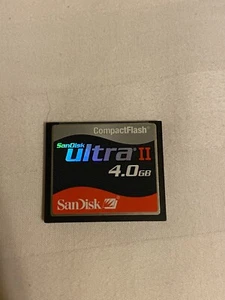 CompactFlash®
SanDisk
ultra® II
4.0GB
SanDisk